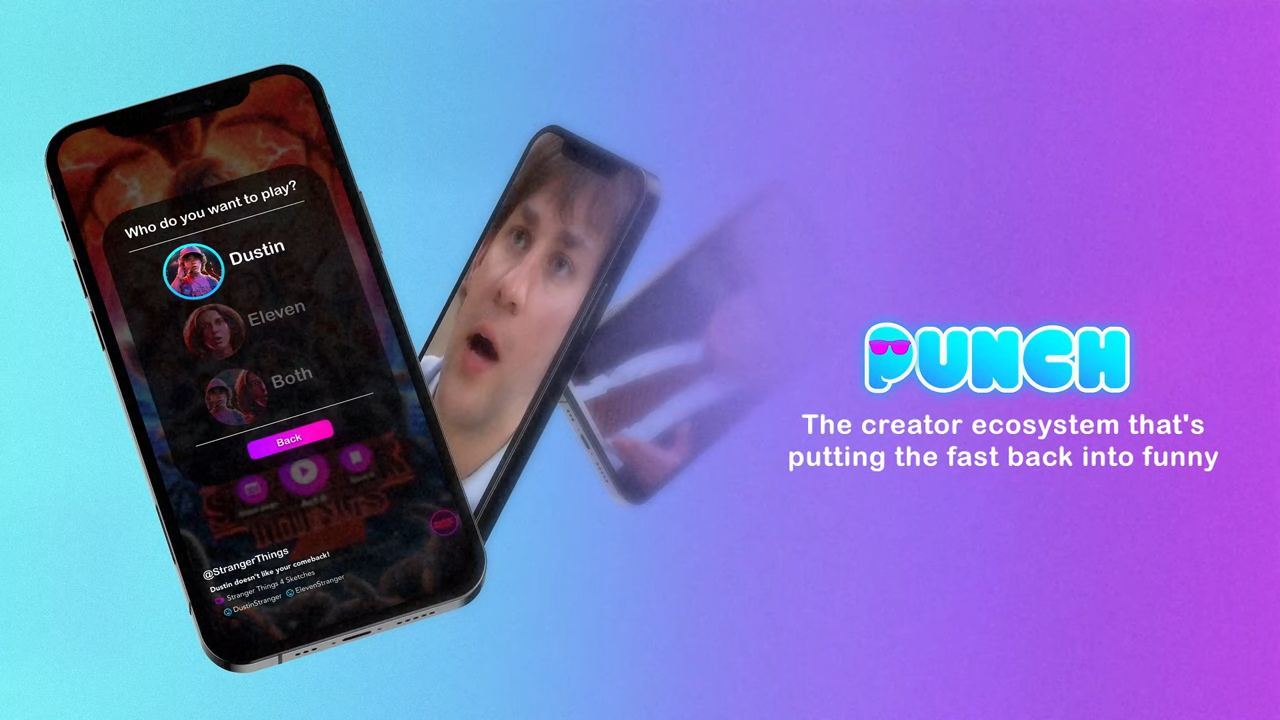 Who do you want to play?
Dustin
Eleven
Both
Back
@StrangerThings
Dustin doesn't like your comeback!
Stranger Things 4 Sketches
DustinStranger ElevenStranger
PUNCH
The creator ecosystem that's
putting the fast back into funny